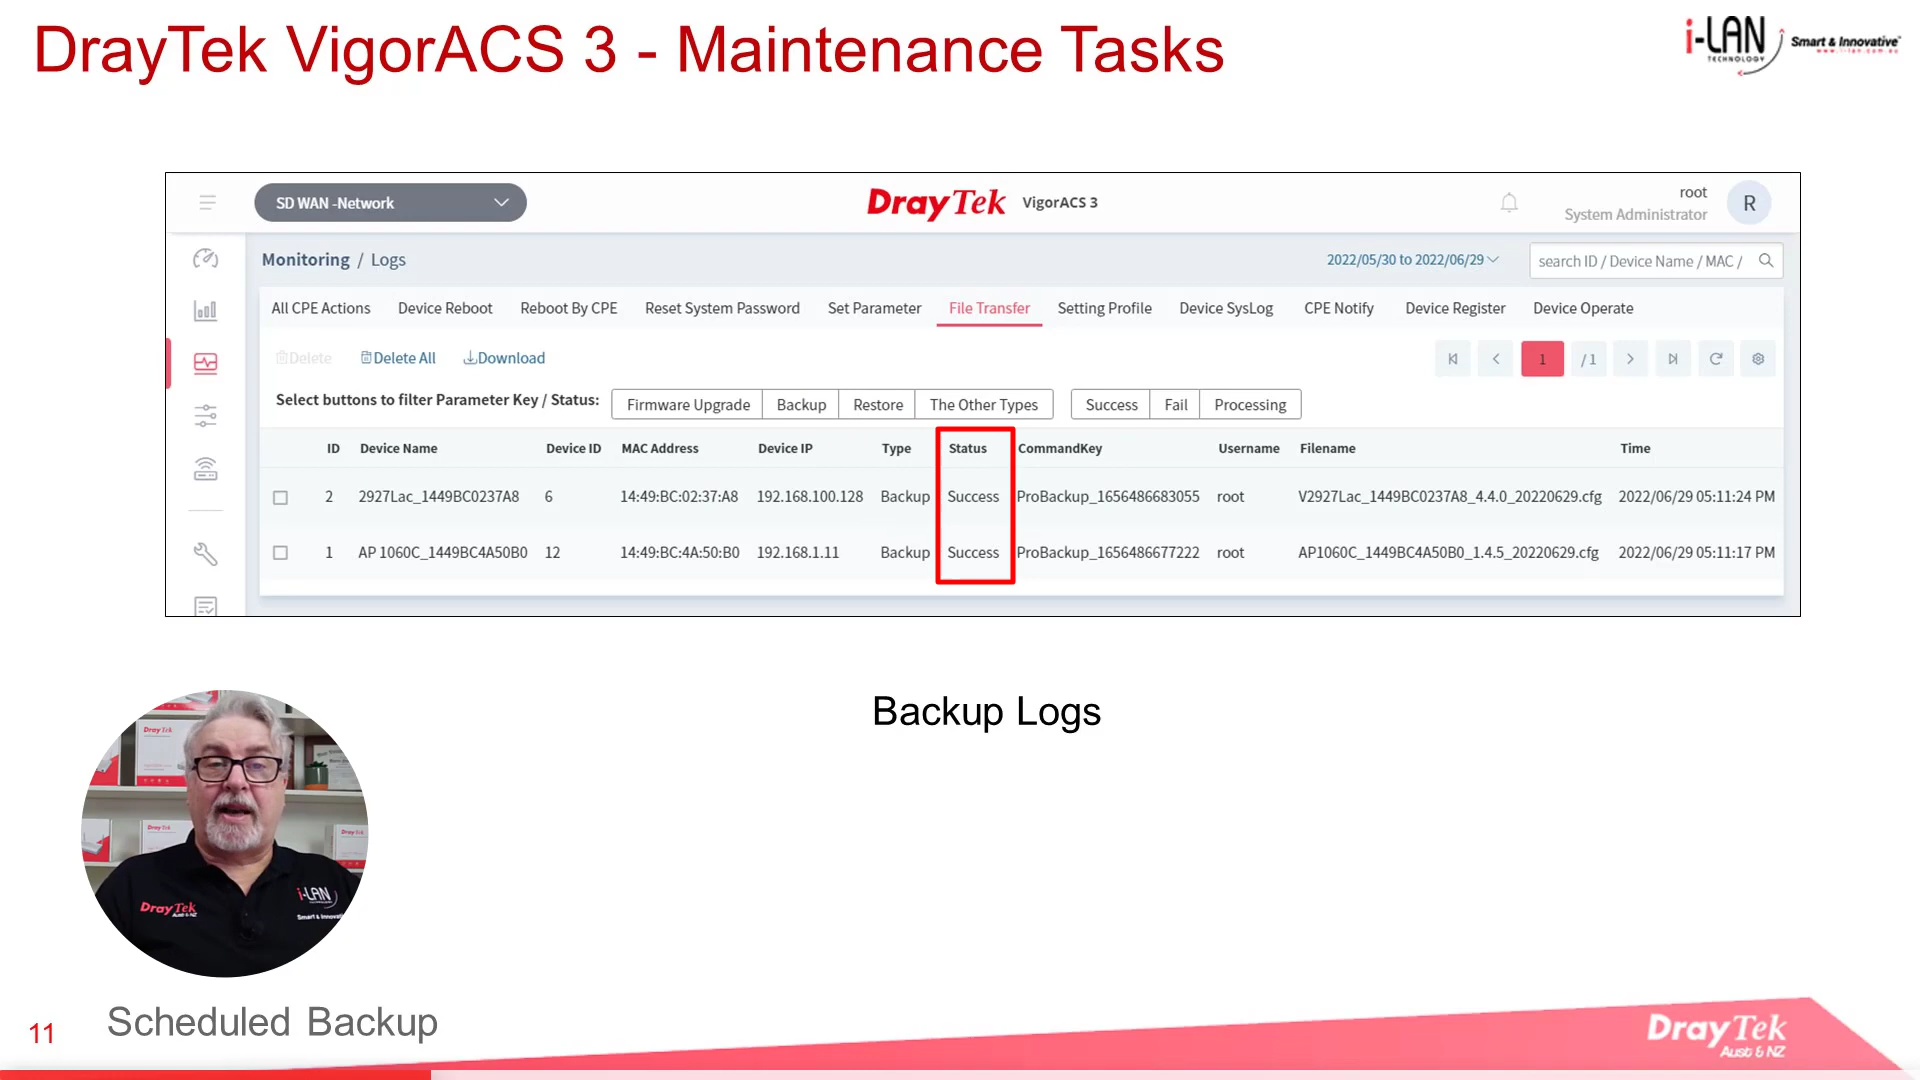 DrayTek VigorACS 3 - Maintenance Tasks
i-LAN TECHNOLOGY Smart & Innovative
SD WAN -Network
DrayTek VigorACS 3
root
System Administrator
R
Monitoring / Logs
2022/05/30 to 2022/06/29
search ID / Device Name / MAC /
All CPE Actions Device Reboot Reboot By CPE Reset System Password Set Parameter File Transfer Setting Profile Device SysLog CPE Notify Device Register Device Operate
Delete Delete All Download
1 / 1
Select buttons to filter Parameter Key / Status: Firmware Upgrade Backup Restore The Other Types Success Fail Processing
ID Device Name Device ID MAC Address Device IP Type Status CommandKey Username Filename Time
2 2927Lac_1449BC0237A8 6 14:49:BC:02:37:A8 192.168.100.128 Backup Success ProBackup_1656486683055 root V2927Lac_1449BC0237A8_4.4.0_20220629.cfg 2022/06/29 05:11:24 PM
1 AP 1060C_1449BC4A50B0 12 14:49:BC:4A:50:B0 192.168.1.11 Backup Success ProBackup_1656486677222 root AP1060C_1449BC4A50B0_1.4.5_20220629.cfg 2022/06/29 05:11:17 PM
Backup Logs
DrayTek
DrayTek
DrayTek
DrayTek
Aust & NZ
i-LAN
Scheduled Backup
11
DrayTek
Aust & NZ